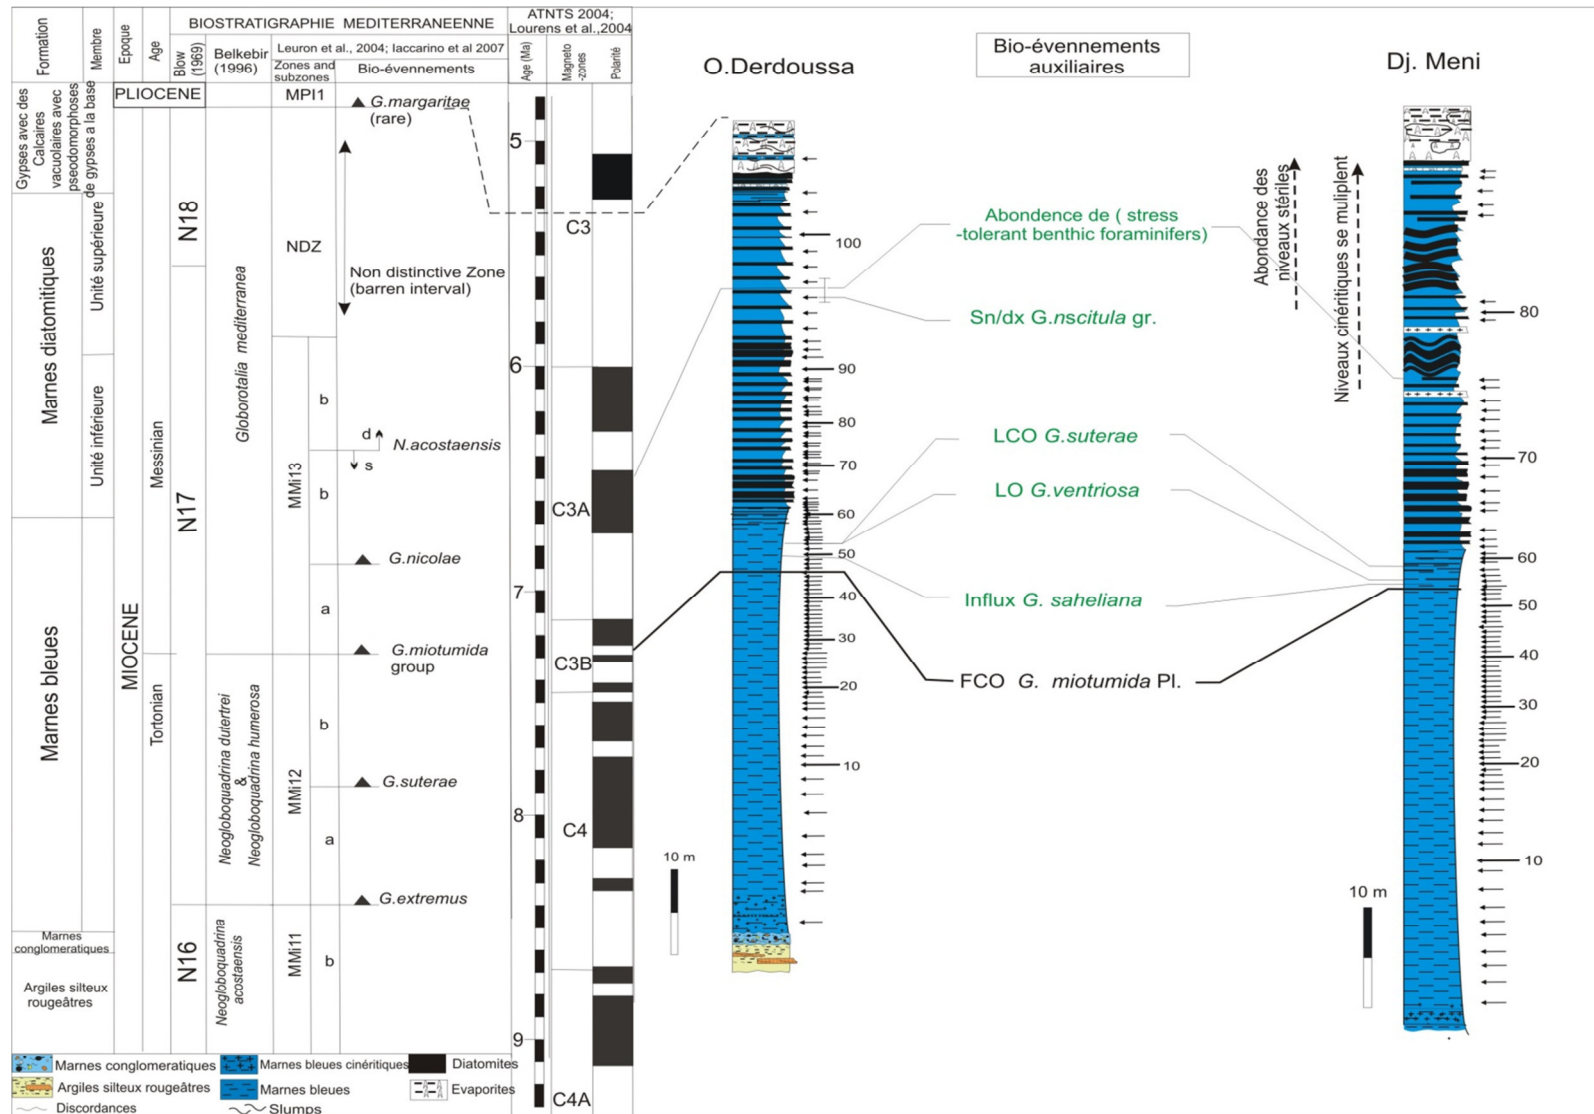 BIOSTRATIGRAPHIE MEDITERRANEENNE
ATNTS 2004;
Lourens et al.,2004
Formation
Membre
Epoque
Age
Blow
(1969)
Belkebir
(1996)
Leuron et al., 2004; Iaccarino et al 2007
Zones and
subzones
Bio-évennements
Age (Ma)
Magneto
-zones
Polarité
O.Derdoussa
Bio-évennements
auxiliaires
Dj. Meni
Gypses avec des
Calcaires
vacuolaires avec
pseodomorphoses
de gypses a la base
PLIOCENE
MPI1
G.margaritae
(rare)
Marnes diatomitiques
Unité supérieure
Unité inférieure
Marnes bleues
Marnes
conglomeratiques
Argiles silteux
rougeâtres
MIOCENE
Messinian
Tortonian
N18
N17
N16
Globorotalia mediterranea
Neogloboquadrina dutertrei
&
Neogloboquadrina humerosa
Neogloboquadrina
acostaensis
NDZ
Non distinctive Zone
(barren interval)
MMi13
b
b
a
d
s
N.acostaensis
G.nicolae
G.miotumida
group
MMi12
b
a
G.suterae
G.extremus
MMi11
b
5
6
7
8
9
C3
C3A
C3B
C4
C4A
10 m
100
90
80
70
60
50
40
30
20
10
Abondence de ( stress
-tolerant benthic foraminifers)
Sn/dx G.nscitula gr.
LCO G.suterae
LO G.ventriosa
Influx G. saheliana
FCO G. miotumida Pl.
Abondance des
niveaux stériles
Niveaux cinéritiques se muliplent
80
70
60
50
40
30
20
10
10 m
Marnes conglomeratiques
Marnes bleues cinéritiques
Diatomites
Argiles silteux rougeâtres
Marnes bleues
Evaporites
Discordances
Slumps